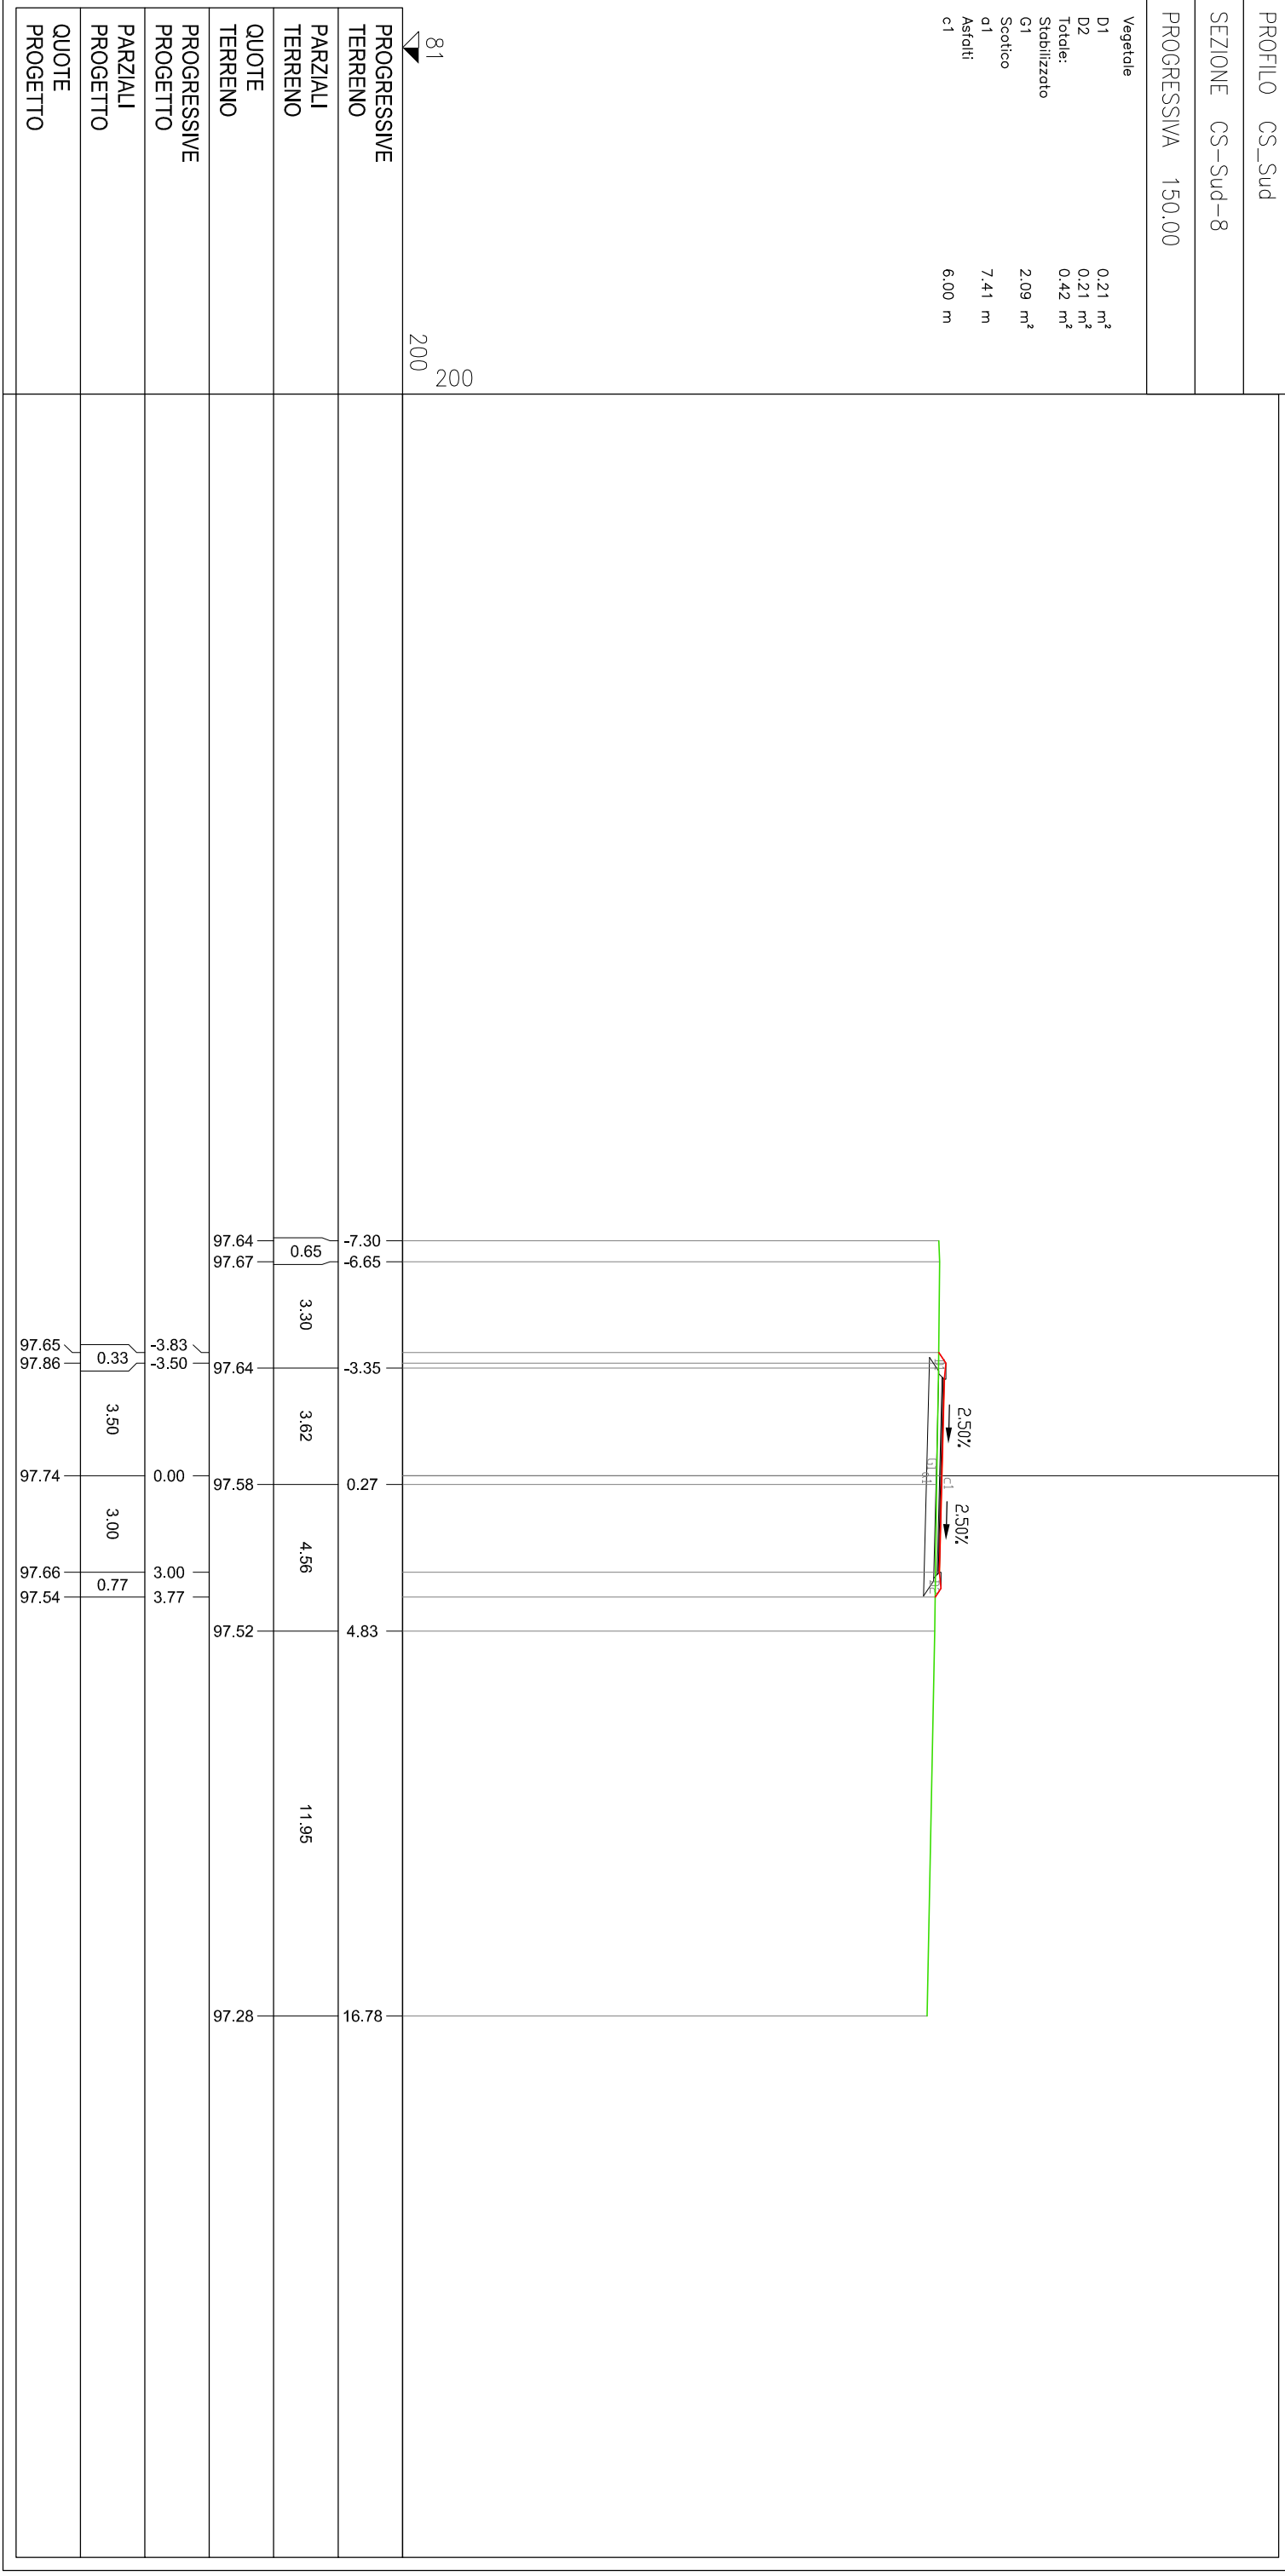 PROFILO CS_Sud
SEZIONE CS-Sud-8
PROGRESSIVA 150.00
Vegetale
D1 0.21 m²
D2 0.21 m²
Totale: 0.42 m²
Stabilizzato
G1 2.09 m²
Scotico
a1 7.41 m
Asfalti
c1 6.00 m
2.50% 2.50%
c1
81
200
200
PROGRESSIVE
TERRENO
-7.30 -6.65 -3.35 0.27 4.83 16.78
PARZIALI
TERRENO
0.65 3.30 3.62 4.56 11.95
QUOTE
TERRENO
97.64 97.67 97.64 97.58 97.52 97.28
PROGRESSIVE
PROGETTO
-3.83 -3.50 0.00 3.00 3.77
PARZIALI
PROGETTO
0.33 3.50 3.00 0.77
QUOTE
PROGETTO
97.65 97.86 97.74 97.66 97.54